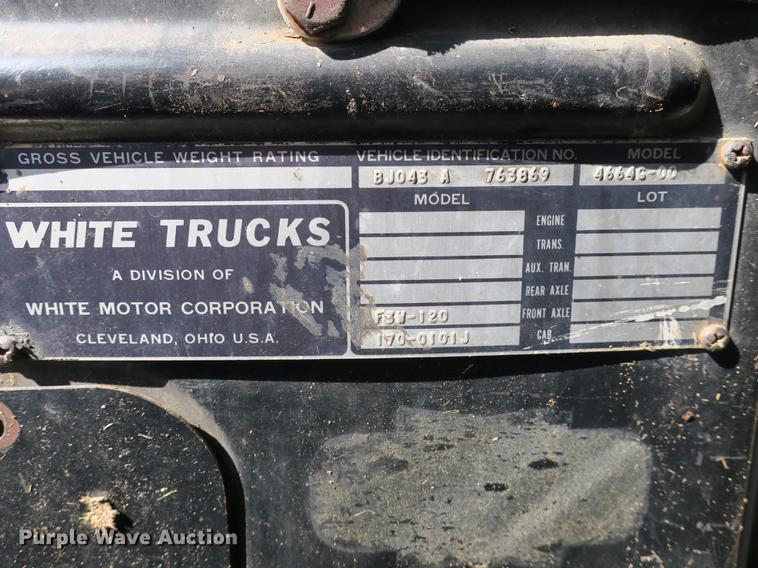 GROSS VEHICLE WEIGHT RATING VEHICLE IDENTIFICATION NO. MODEL
BJ043 A 763869 4664G-00
MODEL LOT
WHITE TRUCKS
A DIVISION OF
WHITE MOTOR CORPORATION
CLEVELAND, OHIO U.S.A.
ENGINE
TRANS.
AUX. TRAN.
REAR AXLE
FSW-120 FRONT AXLE
170-0101J CAB
Purple Wave Auction